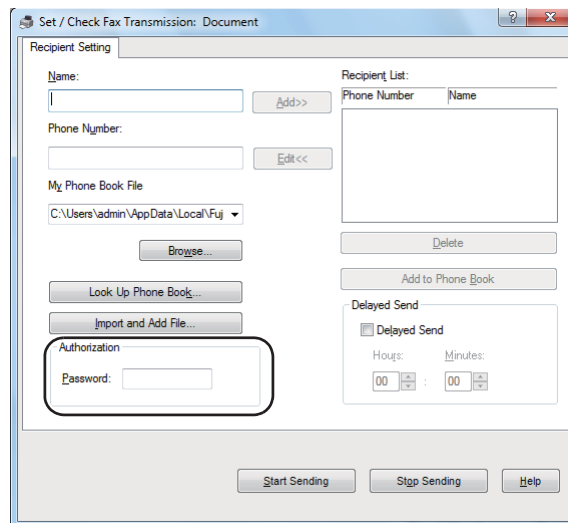 Set / Check Fax Transmission: Document
Recipient Setting
Name:
Add>>
Phone Number:
Edit<<
My Phone Book File
C:\Users\admin\AppData\Local\Fuj
Browse...
Look Up Phone Book...
Import and Add File...
Authorization
Password:
Recipient List:
Phone Number Name
Delete
Add to Phone Book
Delayed Send
Delayed Send
Hours: Minutes:
00 : 00
Start Sending Stop Sending Help